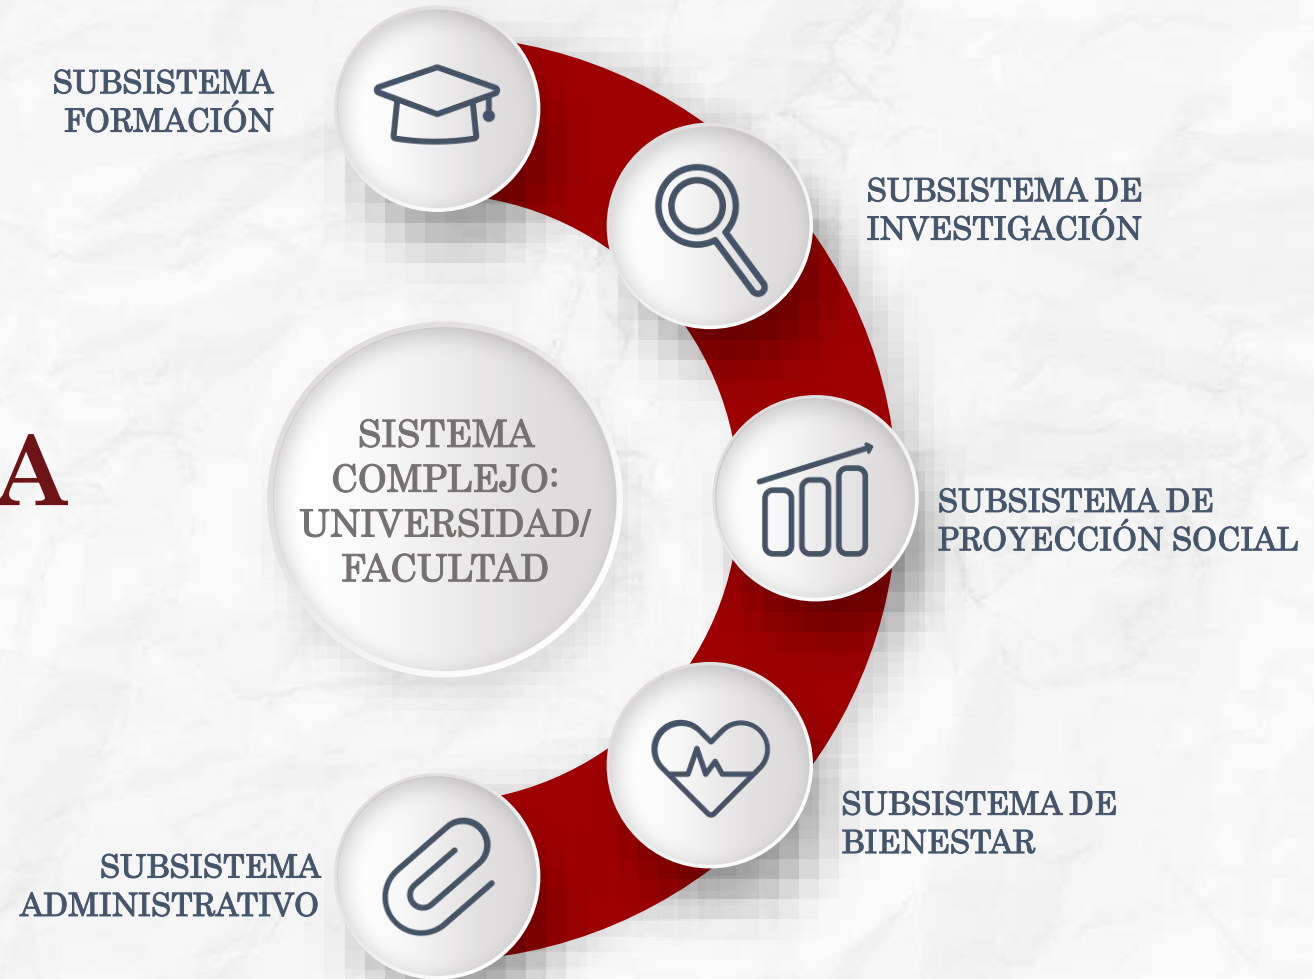 SUBSISTEMA
FORMACIÓN
SUBSISTEMA DE
INVESTIGACIÓN
A
SISTEMA
COMPLEJO:
UNIVERSIDAD/
FACULTAD
SUBSISTEMA DE
PROYECCIÓN SOCIAL
SUBSISTEMA DE
BIENESTAR
SUBSISTEMA
ADMINISTRATIVO